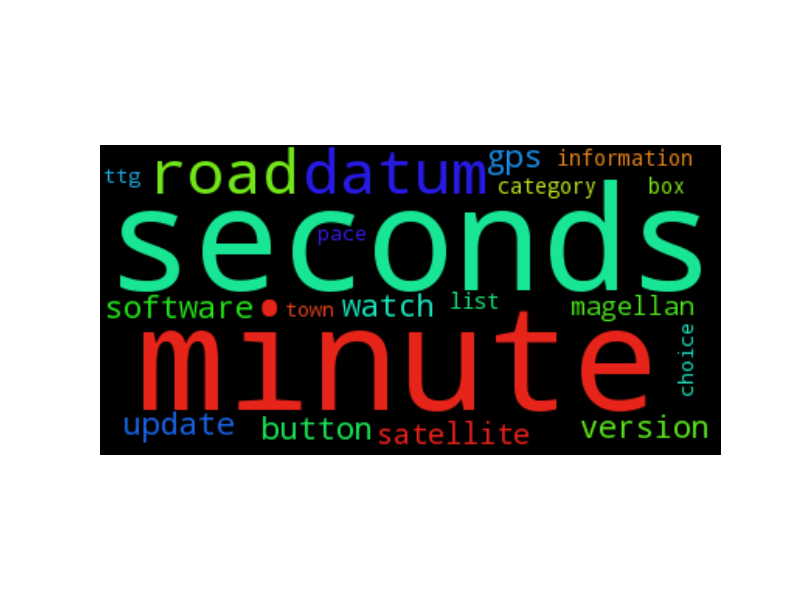 ttg road datum gps information
category box
seconds
pace
software town watch list magellan
minute
choice
update button satellite version